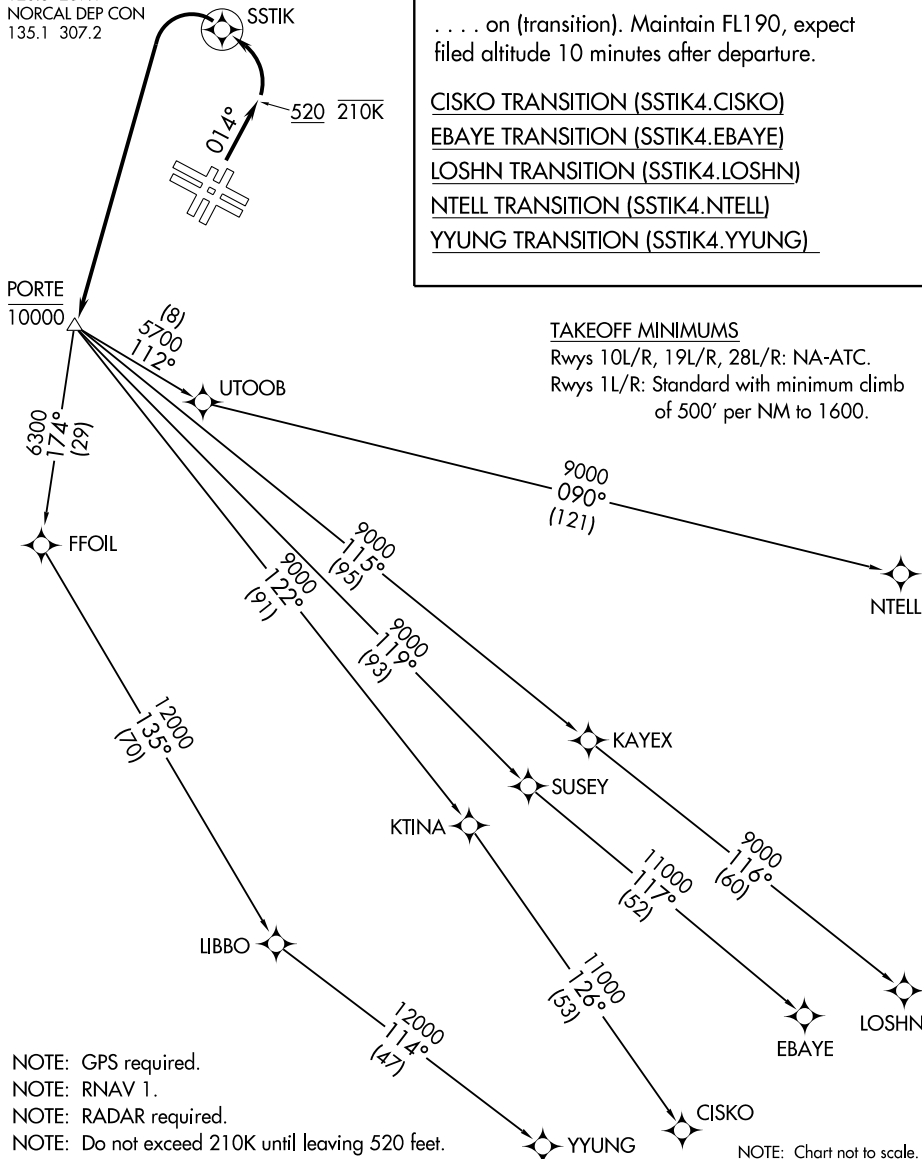 NORCAL DEP CON
135.1 307.2
SSTIK
520 210K
014°
. . . . on (transition). Maintain FL190, expect
filed altitude 10 minutes after departure.
CISKO TRANSITION (SSTIK4.CISKO)
EBAYE TRANSITION (SSTIK4.EBAYE)
LOSHN TRANSITION (SSTIK4.LOSHN)
NTELL TRANSITION (SSTIK4.NTELL)
YYUNG TRANSITION (SSTIK4.YYUNG)
PORTE
10000
(8)
5700
112°
UTOOB
TAKEOFF MINIMUMS
Rwys 10L/R, 19L/R, 28L/R: NA-ATC.
Rwys 1L/R: Standard with minimum climb
of 500' per NM to 1600.
6300
174°
(29)
FFOIL
9000
090°
(121)
NTELL
9000
115°
(95)
9000
122°
(91)
9000
119°
(93)
12000
135°
(70)
KAYEX
SUSEY
KTINA
9000
116°
(60)
11000
117°
(52)
LIBBO
11000
126°
(53)
LOSHN
EBAYE
12000
114°
(47)
CISKO
YYUNG
NOTE: GPS required.
NOTE: RNAV 1.
NOTE: RADAR required.
NOTE: Do not exceed 210K until leaving 520 feet.
NOTE: Chart not to scale.